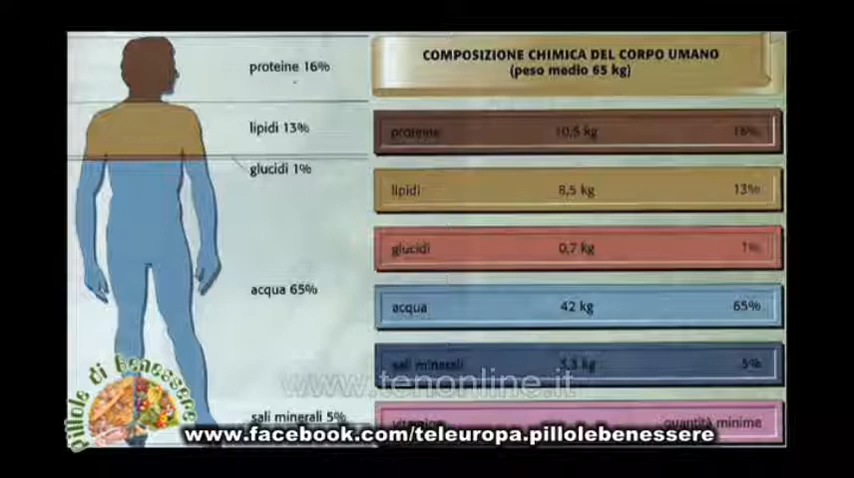 COMPOSIZIONE CHIMICA DEL CORPO UMANO
(peso medio 65 kg)
proteine 16%
lipidi 13%
glucidi 1%
acqua 65%
sali minerali 5%
proteine 10,5 kg 16%
lipidi 8,5 kg 13%
glucidi 0,7 kg 1%
acqua 42 kg 65%
sali minerali 3,3 kg 5%
vitamine quantità minime
www.tenonline.it
pillole di Benessere
www.facebook.com/teleuropa.pillolebenessere